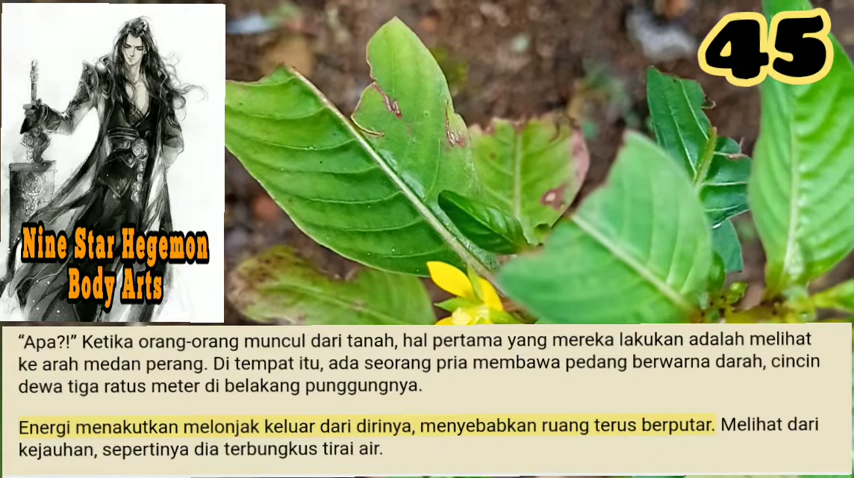 45
Nine Star Hegemon
Body Arts
“Apa?!” Ketika orang-orang muncul dari tanah, hal pertama yang mereka lakukan adalah melihat
ke arah medan perang. Di tempat itu, ada seorang pria membawa pedang berwarna darah, cincin
dewa tiga ratus meter di belakang punggungnya.
Energi menakutkan melonjak keluar dari dirinya, menyebabkan ruang terus berputar. Melihat dari
kejauhan, sepertinya dia terbungkus tirai air.